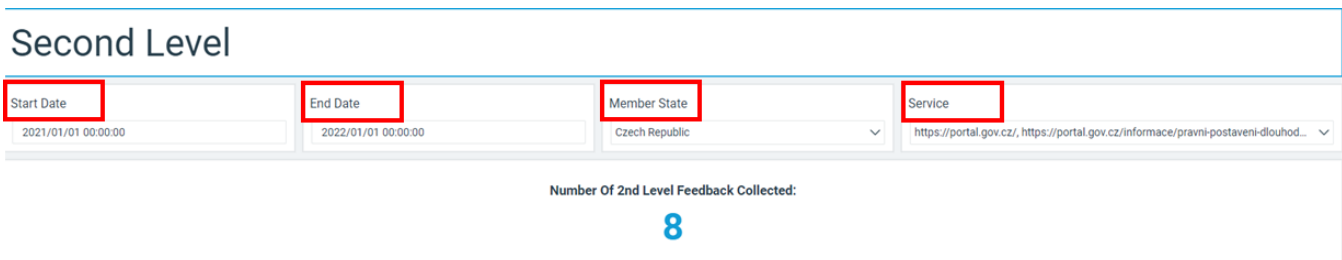 Second Level
Start Date
2021/01/01 00:00:00
End Date
2022/01/01 00:00:00
Member State
Czech Republic
Service
https://portal.gov.cz/, https://portal.gov.cz/informace/pravni-postaveni-dlouhod...
Number Of 2nd Level Feedback Collected:
8